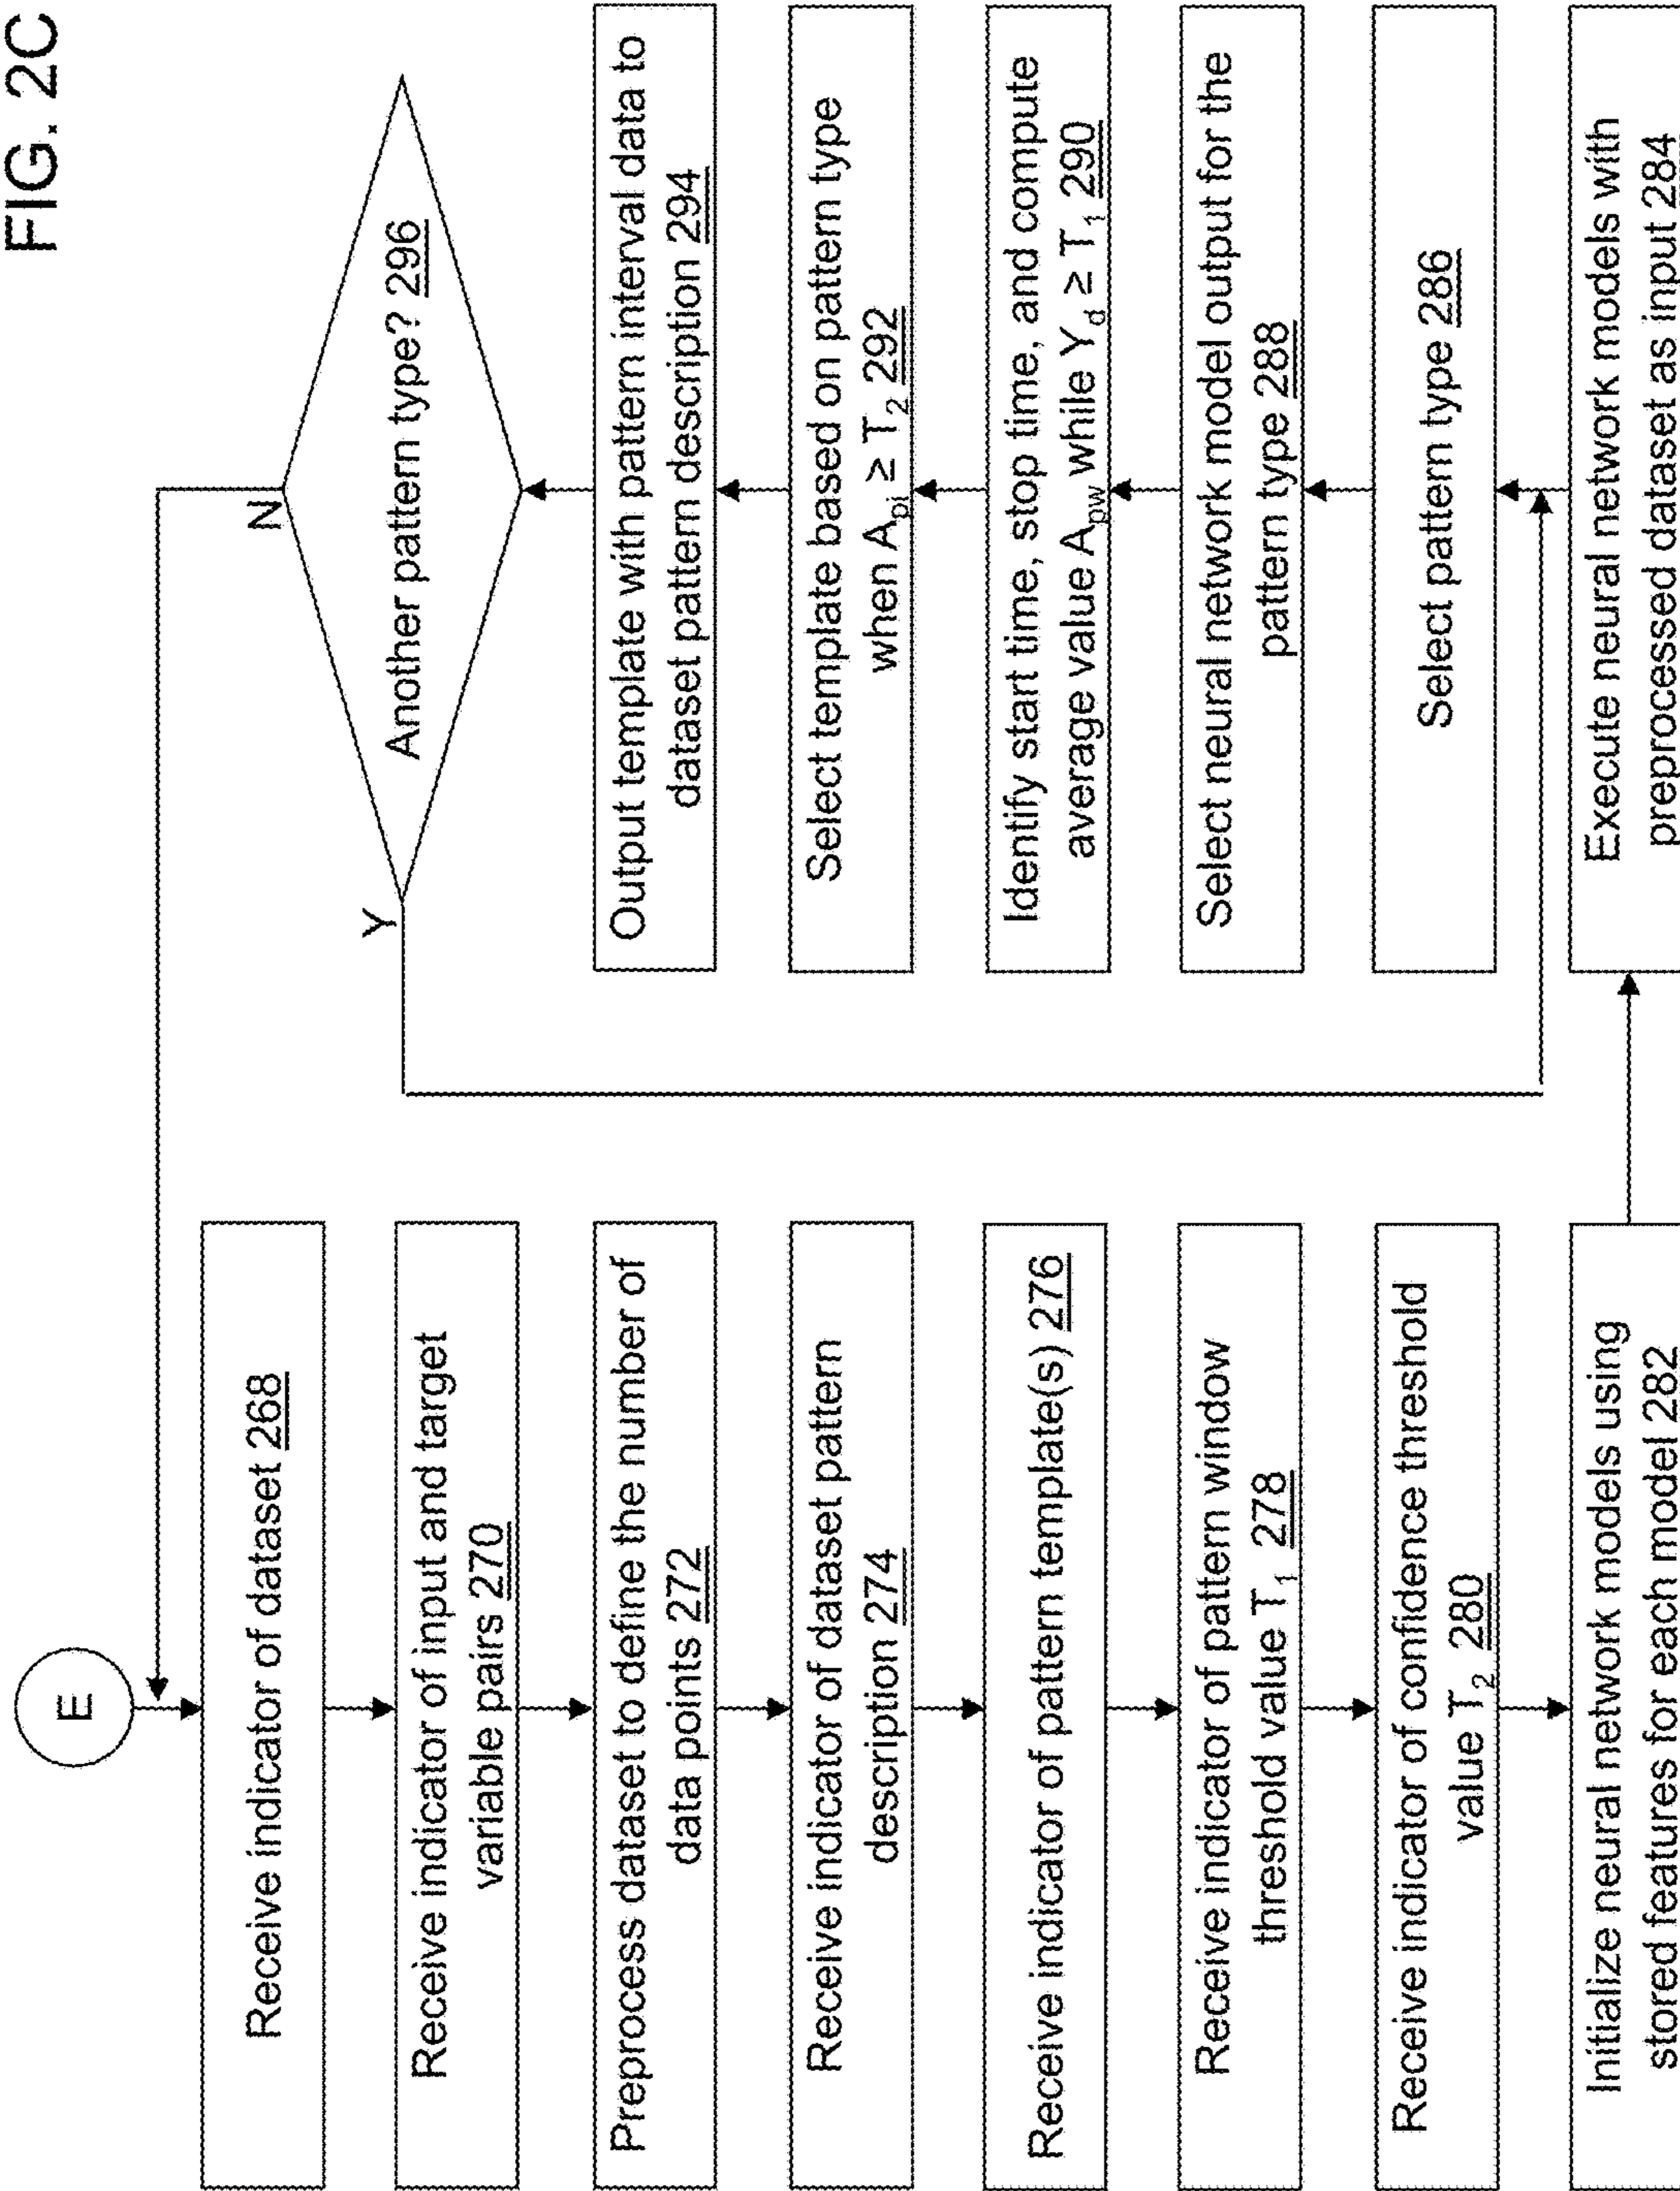 FIG. 2C
E
Receive indicator of dataset 268
Receive indicator of input and target
variable pairs 270
Preprocess dataset to define the number of
data points 272
Receive indicator of dataset pattern
description 274
Receive indicator of pattern template(s) 276
Receive indicator of pattern window
threshold value T₁ 278
Receive indicator of confidence threshold
value T₂ 280
Initialize neural network models using
stored features for each model 282
Execute neural network models with
preprocessed dataset as input 284
Select pattern type 286
Select neural network model output for the
pattern type 288
Identify start time, stop time, and compute
average value A_pw while Y_d ≥ T₁ 290
Select template based on pattern type
when A_pi ≥ T₂ 292
Output template with pattern interval data to
dataset pattern description 294
Another pattern type? 296
Y
N